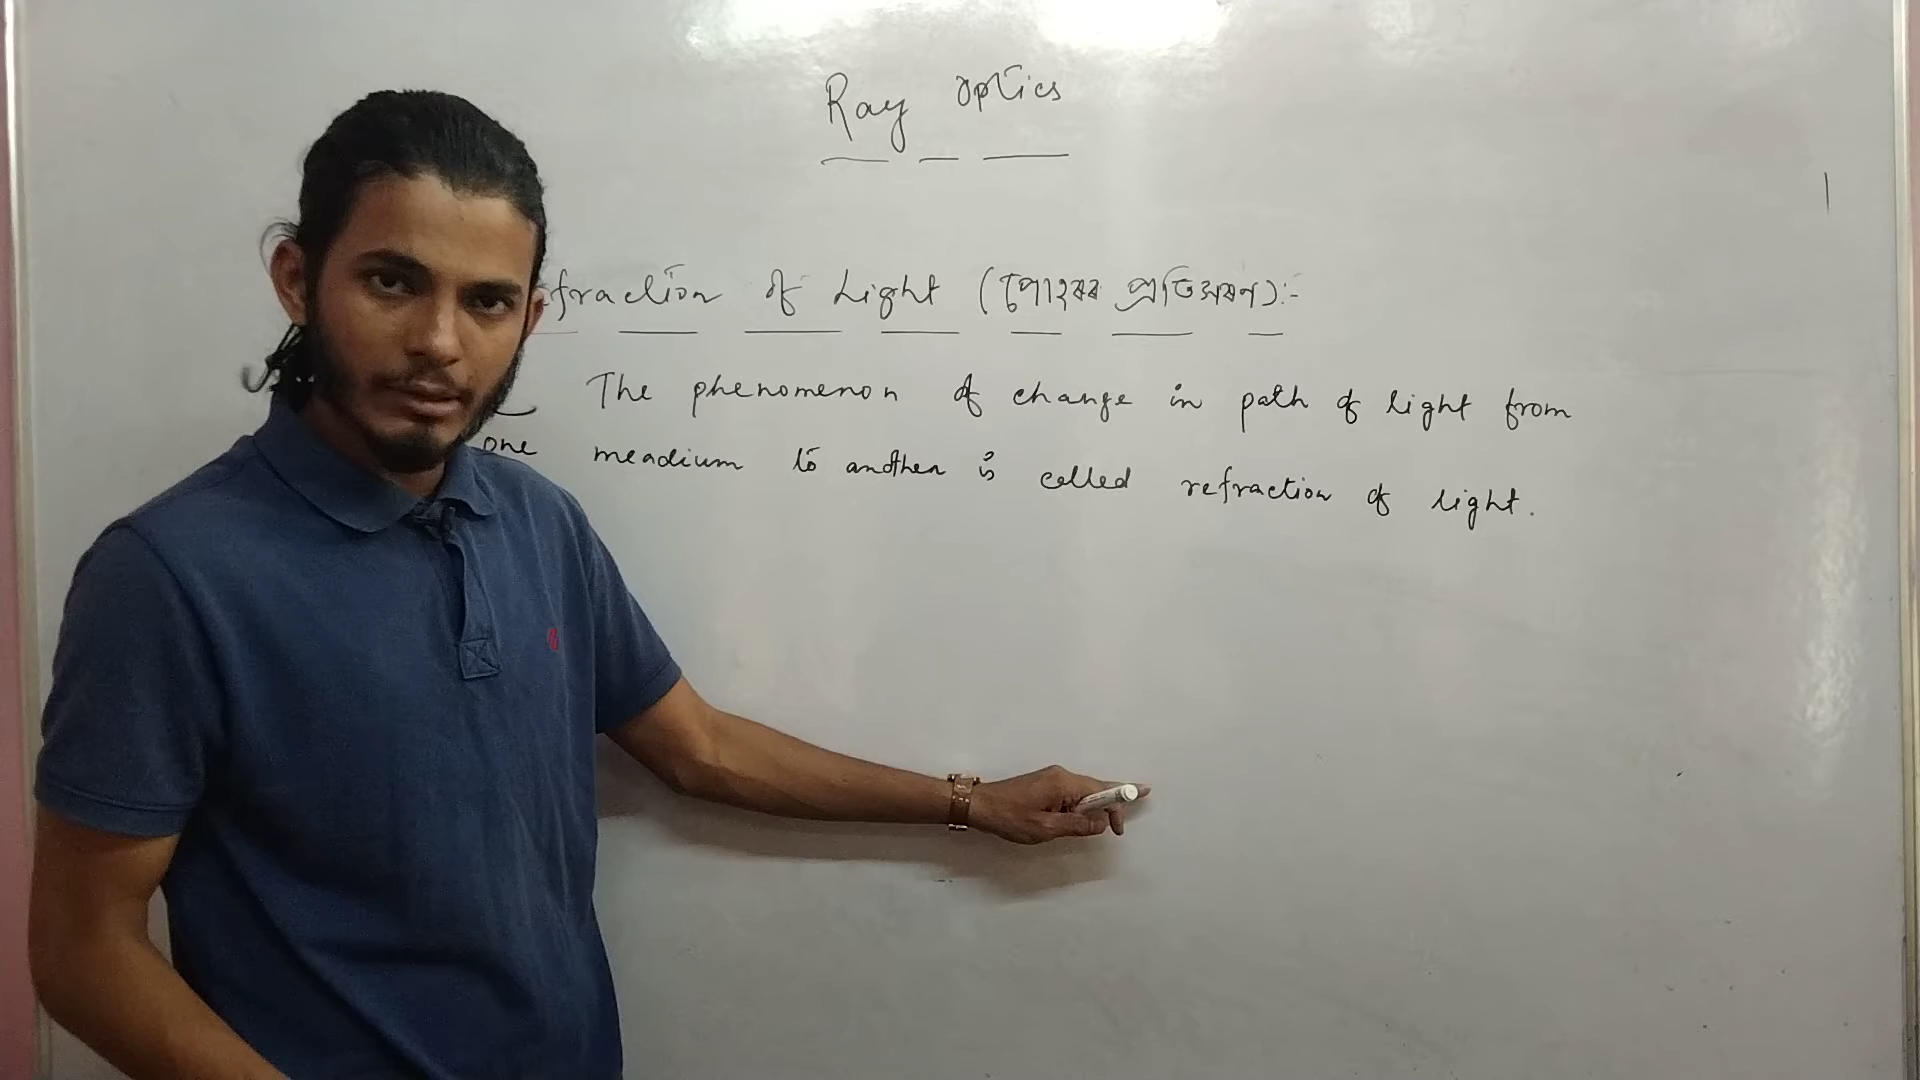 Ray optics
efraction of Light (পোহৰৰ প্ৰতিসৰণ):-
The phenomenon of change in path of light from
one meadium to another is called refraction of light.